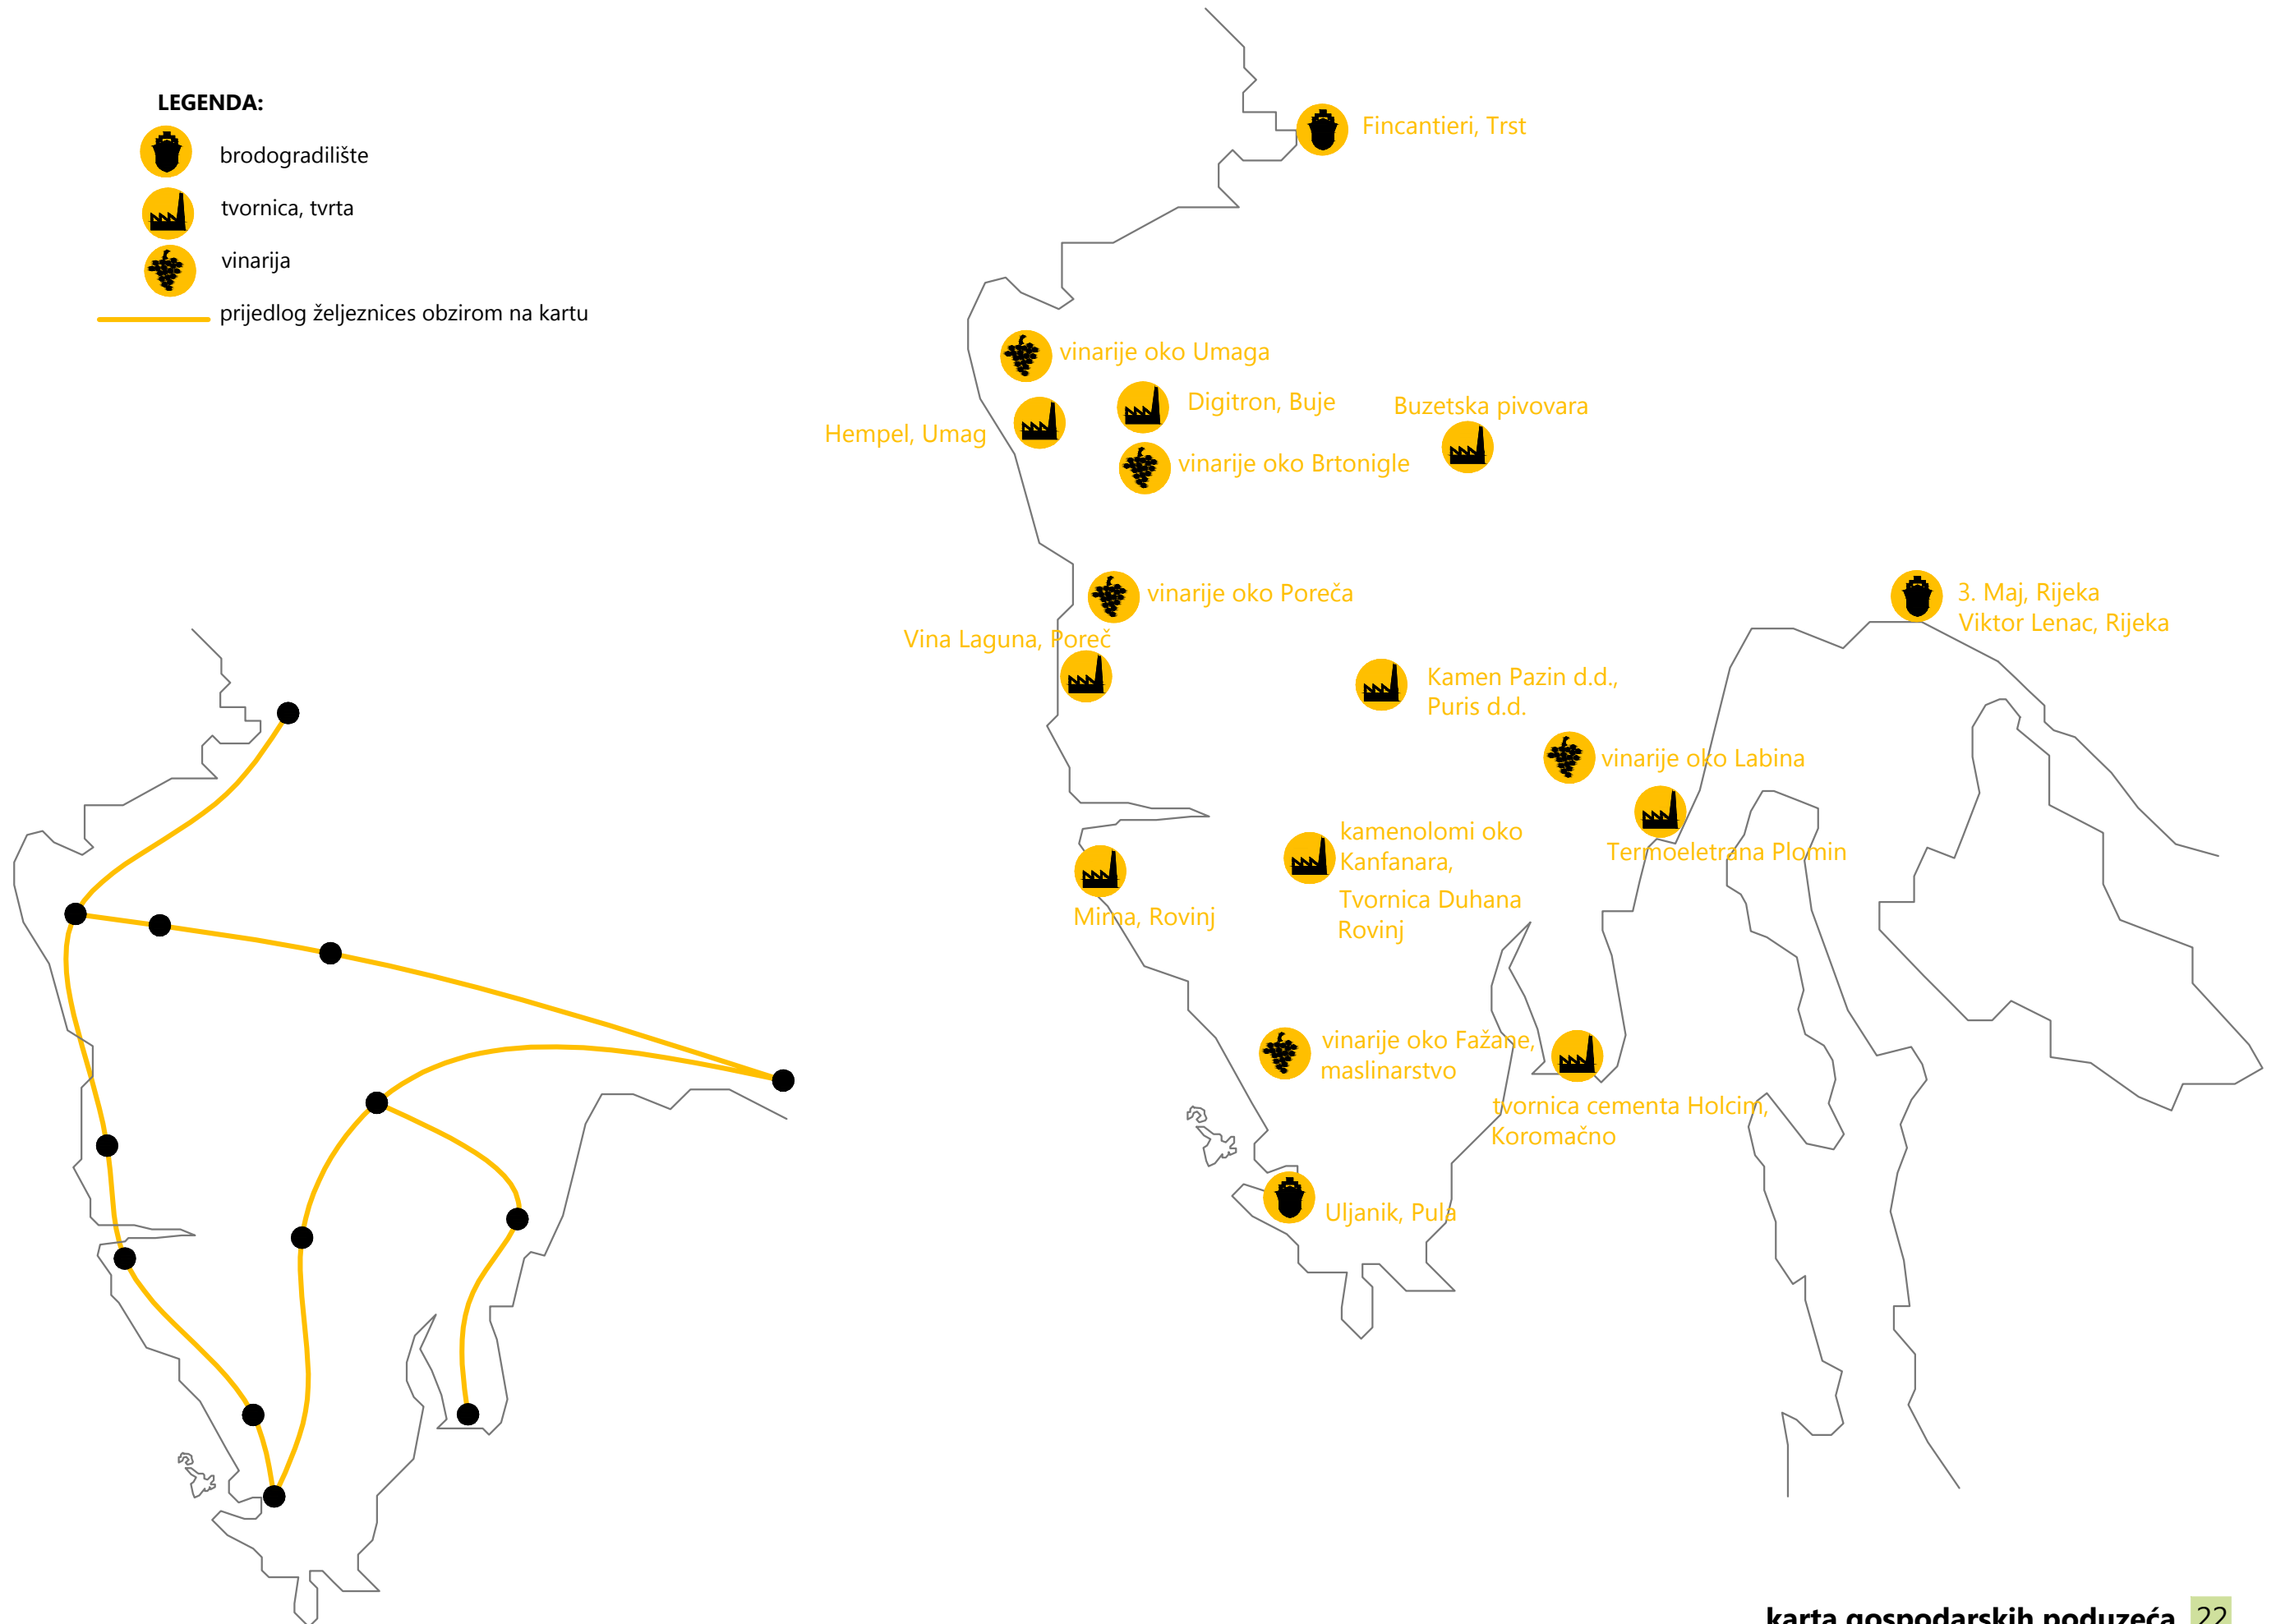 LEGENDA:
brodogradilište
tvornica, tvrta
vinarija
prijedlog željeznices obzirom na kartu
Fincantieri, Trst
vinarije oko Umaga
Digitron, Buje
Buzetska pivovara
Hempel, Umag
vinarije oko Brtonigle
vinarije oko Poreča
3. Maj, Rijeka
Viktor Lenac, Rijeka
Vina Laguna, Poreč
Kamen Pazin d.d.,
Puris d.d.
vinarije oko Labina
kamenolomi oko
Kanfanara,
Termoeletrana Plomin
Tvornica Duhana
Rovinj
Mirna, Rovinj
vinarije oko Fažane,
maslinarstvo
tvornica cementa Holcim,
Koromačno
Uljanik, Pula
karta gospodarskih poduzeća 22